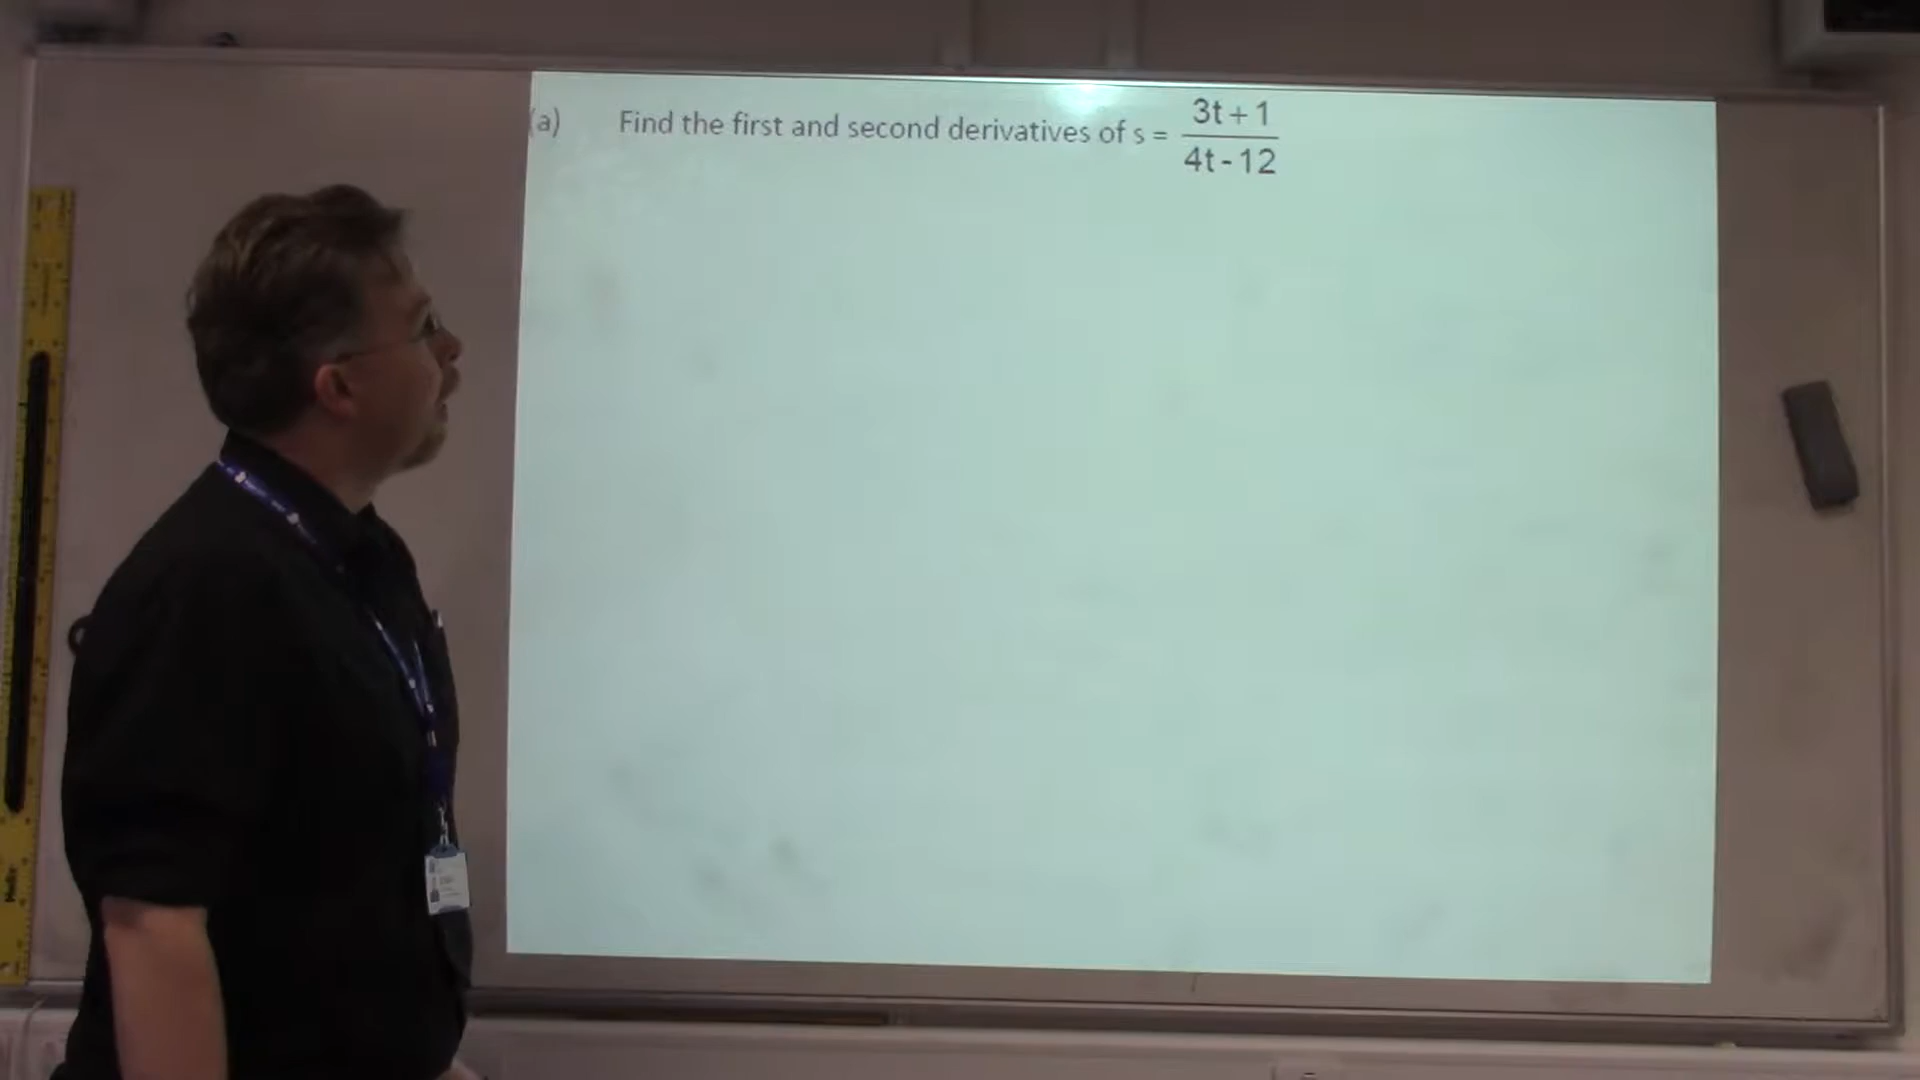 (a) Find the first and second derivatives of s = 3t + 1
4t - 12